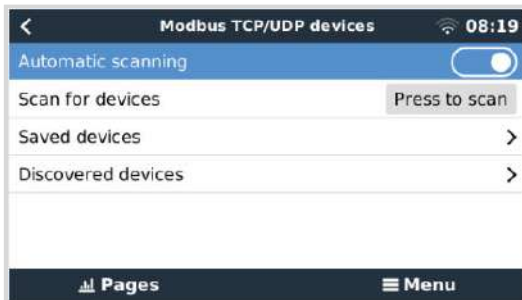 Modbus TCP/UDP devices 08:19
Automatic scanning
Scan for devices Press to scan
Saved devices
Discovered devices
Pages Menu